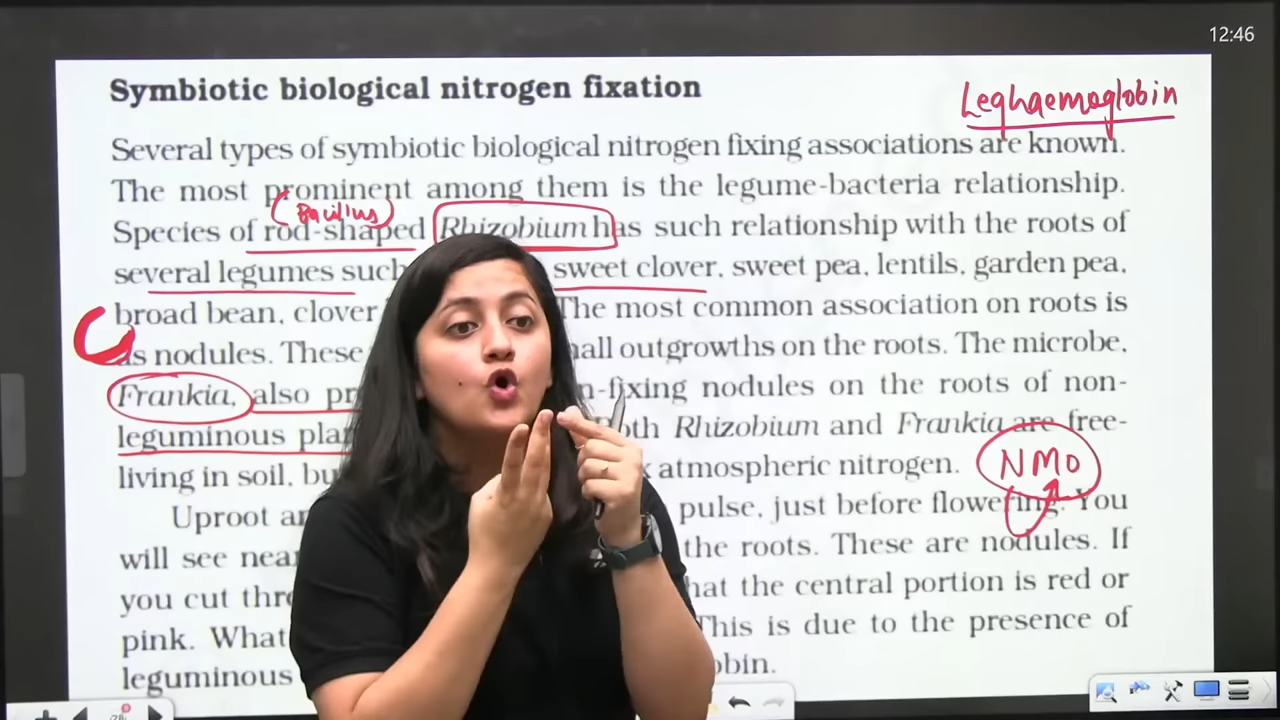 12:46
Symbiotic biological nitrogen fixation
Leghaemoglobin
Several types of symbiotic biological nitrogen fixing associations are known.
The most prominent among them is the legume-bacteria relationship.
(Bacillus)
Species of rod-shaped Rhizobium has such relationship with the roots of
several legumes such sweet clover, sweet pea, lentils, garden pea,
broad bean, clover The most common association on roots is
as nodules. These all outgrowths on the roots. The microbe,
Frankia, also pr n-fixing nodules on the roots of non-
leguminous pla oth Rhizobium and Frankia are free-
living in soil, bu atmospheric nitrogen.
NMO
Uproot a pulse, just before flowering. You
will see nea the roots. These are nodules. If
you cut thr hat the central portion is red or
pink. What This is due to the presence of
leguminous obin.